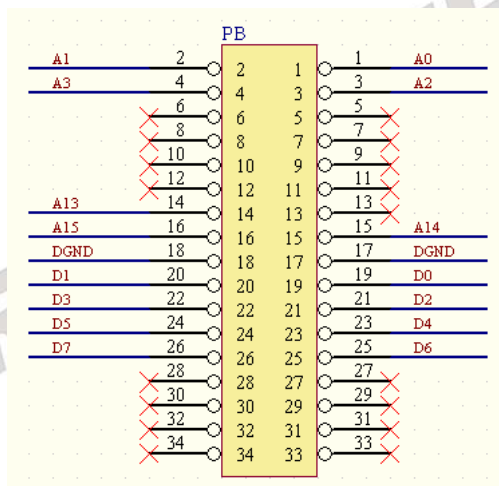 PB
A1 2 2 1 1 A0
A3 4 4 3 3 A2
6 6 5 5
8 8 7 7
10 10 9 9
12 12 11 11
A13 14 14 13 13
A15 16 16 15 15 A14
DGND 18 18 17 17 DGND
D1 20 20 19 19 D0
D3 22 22 21 21 D2
D5 24 24 23 23 D4
D7 26 26 25 25 D6
28 28 27 27
30 30 29 29
32 32 31 31
34 34 33 33